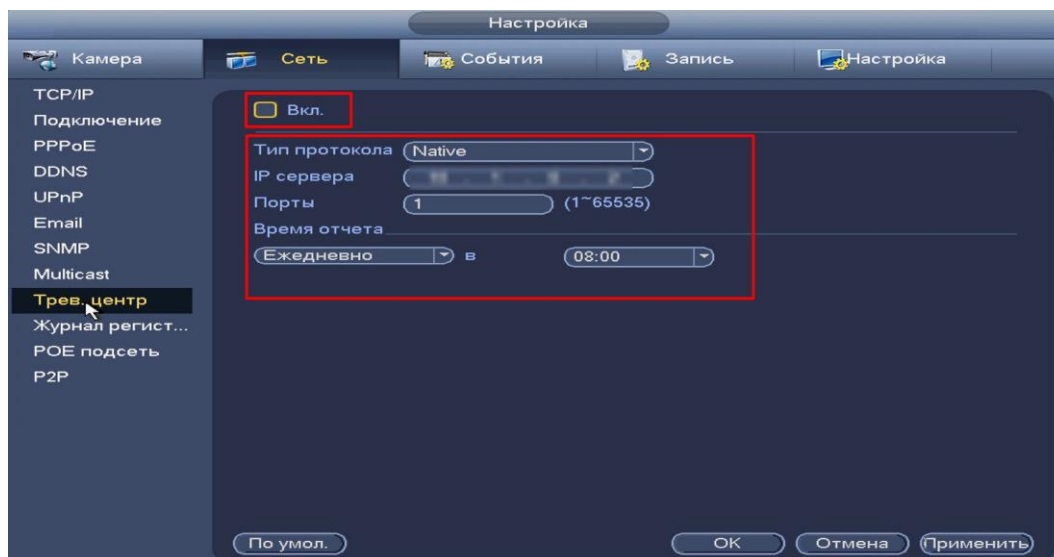 Настройка
Камера
Сеть
События
Запись
Настройка
TCP/IP
Подключение
PPPoE
DDNS
UPnP
Email
SNMP
Multicast
Трев. центр
Журнал регист...
POE подсеть
P2P
Вкл.
Тип протокола Native
IP сервера
Порты 1 (1~65535)
Время отчета
Ежедневно в 08:00
По умол. ОК Отмена Применить